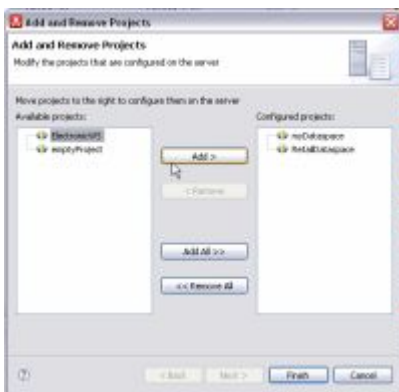 Add and Remove Projects
Add and Remove Projects
Modify the projects that are configured on the server
Move projects to the right to configure them on the server
Available projects:
Configured projects:
emptyProject
RetailDataspace
Add >
< Remove
Add All >>
<< Remove All
< Back
Next >
Finish
Cancel